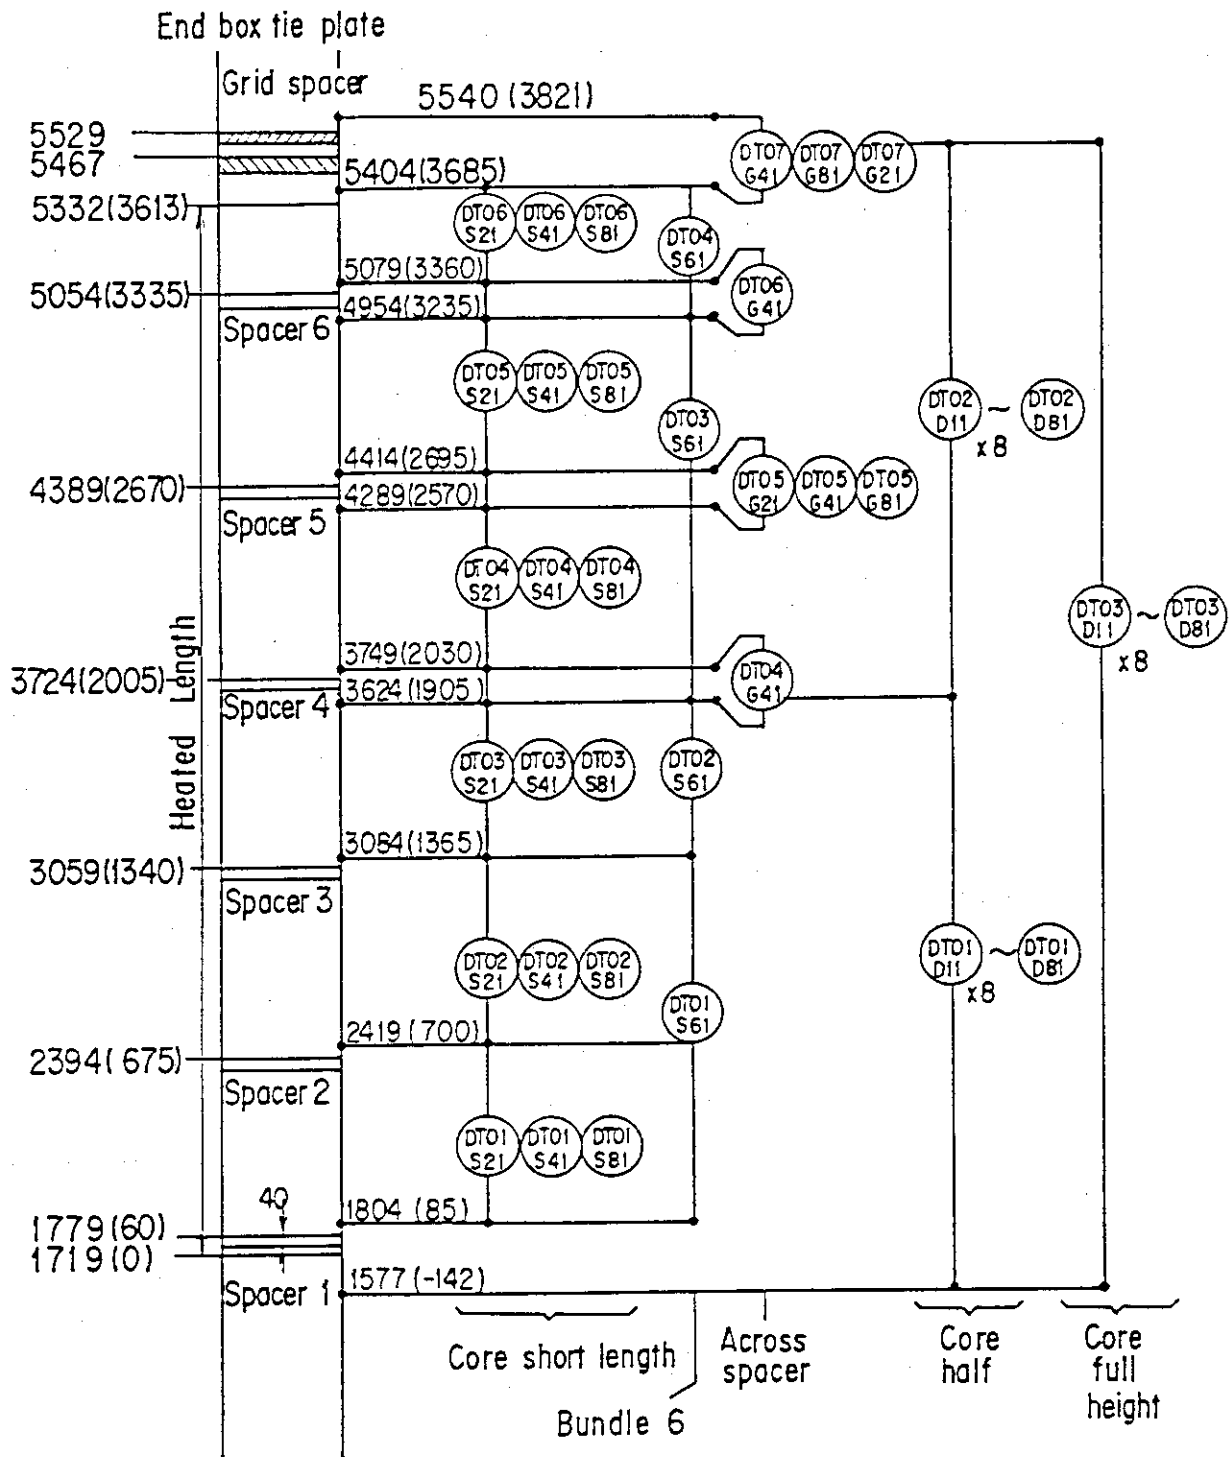 End box tie plate
Grid spacer
5540 (3821)
5529
5467
5404(3685)
DT07 G41
DT07 G81
DT07 G21
5332(3613)
DT06 S21
DT06 S41
DT06 S81
DT04 S61
5079(3360)
5054(3335)
DT06 G41
4954(3235)
Spacer 6
DT05 S21
DT05 S41
DT05 S81
DT03 S61
DT02 D11 ~ DT02 D81
x8
4414(2695)
4389(2670)
DT05 G21
DT05 G41
DT05 G81
4289(2570)
Spacer 5
DT04 S21
DT04 S41
DT04 S81
DT03 D11 ~ DT03 D81
x8
Heated Length
3749(2030)
3724(2005)
DT04 G41
3624(1905)
Spacer 4
DT03 S21
DT03 S41
DT03 S81
DT02 S61
3084(1365)
3059(1340)
Spacer 3
DT02 S21
DT02 S41
DT02 S81
DT01 S61
DT01 D11 ~ DT01 D81
x8
2419 (700)
2394(675)
Spacer 2
DT01 S21
DT01 S41
DT01 S81
40
1804 (85)
1779(60)
1719(0)
1577 (-142)
Spacer 1
Core short length
Across spacer
Core half
Core full height
Bundle 6